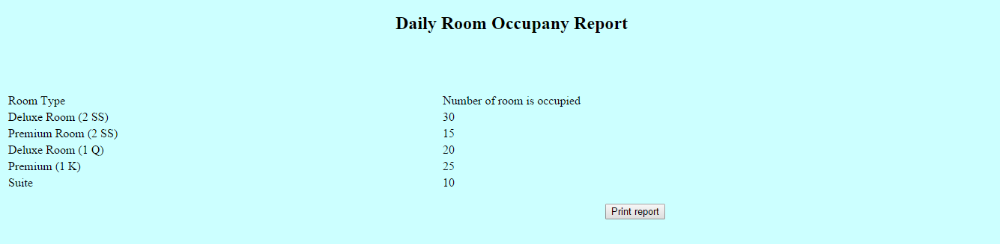 Daily Room Occupany Report
Room Type Number of room is occupied
Deluxe Room (2 SS) 30
Premium Room (2 SS) 15
Deluxe Room (1 Q) 20
Premium (1 K) 25
Suite 10
Print report